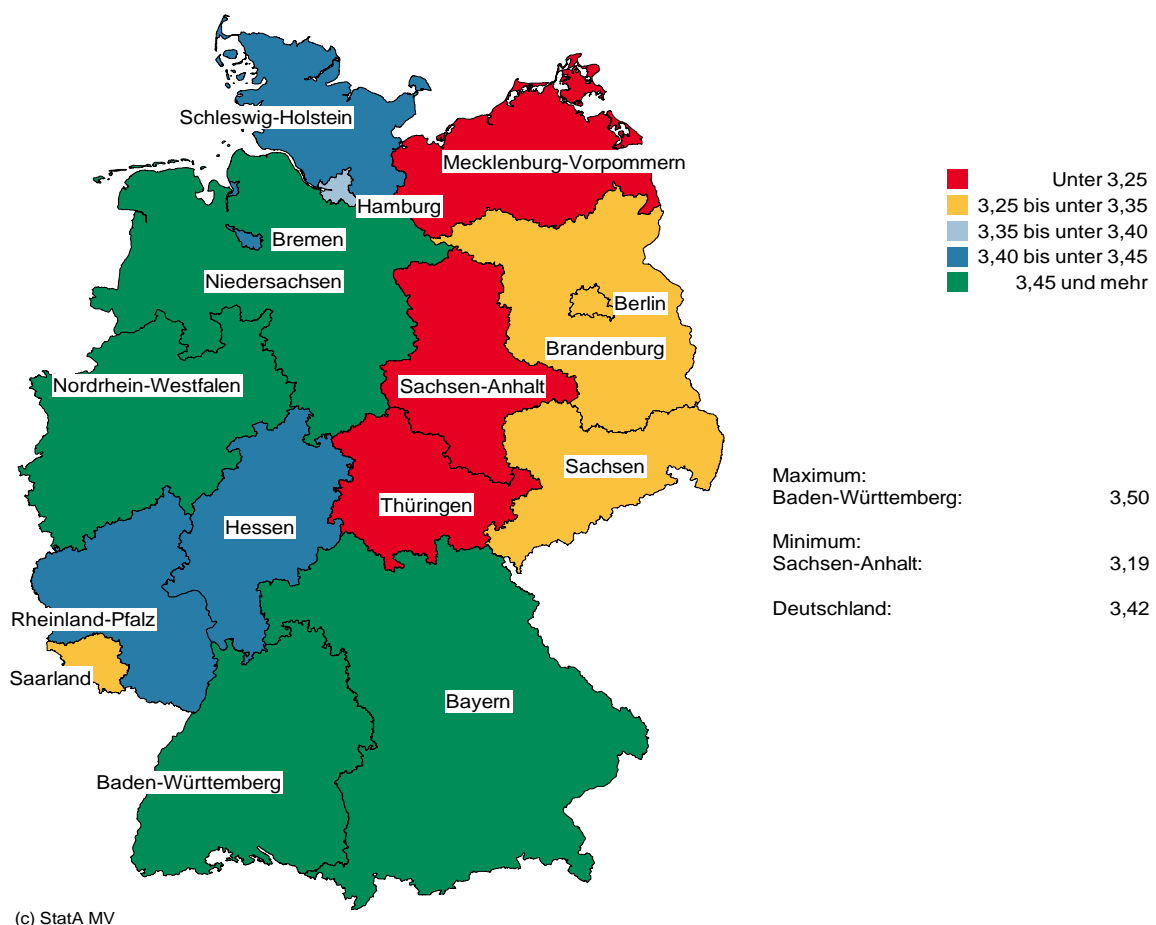 Schleswig-Holstein
Mecklenburg-Vorpommern
Hamburg
Bremen
Niedersachsen
Berlin
Brandenburg
Nordrhein-Westfalen
Sachsen-Anhalt
Sachsen
Thüringen
Hessen
Rheinland-Pfalz
Saarland
Bayern
Baden-Württemberg
Unter 3,25
3,25 bis unter 3,35
3,35 bis unter 3,40
3,40 bis unter 3,45
3,45 und mehr
Maximum:
Baden-Württemberg: 3,50
Minimum:
Sachsen-Anhalt: 3,19
Deutschland: 3,42
(c) StatA MV